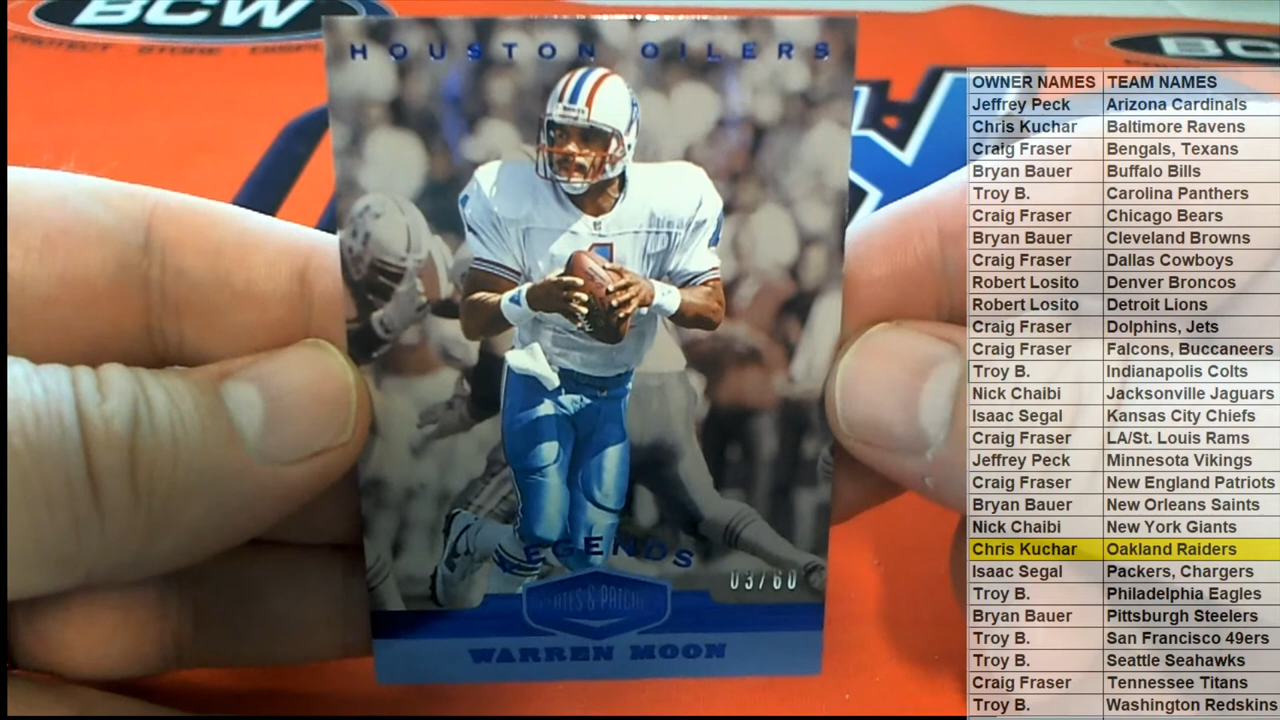 BCW
PROTECT STORE
BC
HOUSTON OILERS
1
LEGENDS
03/60
PLATES & PATCHES
WARREN MOON
OWNER NAMES TEAM NAMES
Jeffrey Peck Arizona Cardinals
Chris Kuchar Baltimore Ravens
Craig Fraser Bengals, Texans
Bryan Bauer Buffalo Bills
Troy B. Carolina Panthers
Craig Fraser Chicago Bears
Bryan Bauer Cleveland Browns
Craig Fraser Dallas Cowboys
Robert Losito Denver Broncos
Robert Losito Detroit Lions
Craig Fraser Dolphins, Jets
Craig Fraser Falcons, Buccaneers
Troy B. Indianapolis Colts
Nick Chaibi Jacksonville Jaguars
Isaac Segal Kansas City Chiefs
Craig Fraser LA/St. Louis Rams
Jeffrey Peck Minnesota Vikings
Craig Fraser New England Patriots
Bryan Bauer New Orleans Saints
Nick Chaibi New York Giants
Chris Kuchar Oakland Raiders
Isaac Segal Packers, Chargers
Troy B. Philadelphia Eagles
Bryan Bauer Pittsburgh Steelers
Troy B. San Francisco 49ers
Troy B. Seattle Seahawks
Craig Fraser Tennessee Titans
Troy B. Washington Redskins